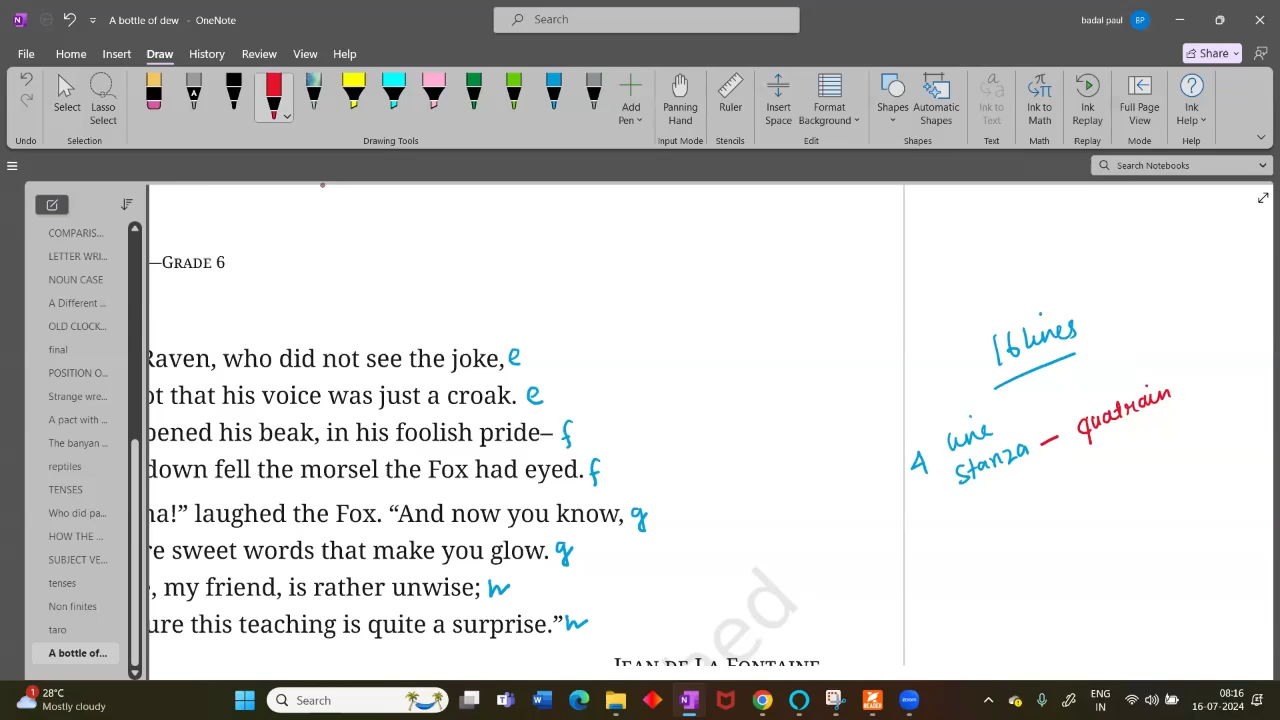 A bottle of dew - OneNote
Search
badal paul BP
File Home Insert Draw History Review View Help
Share
Undo
Select
Lasso Select
Selection
Drawing Tools
Add Pen
Panning Hand
Input Mode
Ruler
Stencils
Insert Space
Format Background
Edit
Shapes
Automatic Shapes
Shapes
Ink to Text
Text
Ink to Math
Math
Ink Replay
Replay
Full Page View
Mode
Ink Help
Help
Search Notebooks
COMPARIS...
LETTER WRI...
NOUN CASE
A Different ...
OLD CLOCK...
final
POSITION O...
Strange wre...
A pact with ...
The banyan ...
reptiles
TENSES
Who did pa...
HOW THE ...
SUBJECT VE...
tenses
Non finites
taro
A bottle of...
—GRADE 6
Raven, who did not see the joke, e
ot that his voice was just a croak. e
pened his beak, in his foolish pride– f
down fell the morsel the Fox had eyed. f
ha!” laughed the Fox. “And now you know, g
re sweet words that make you glow. g
e, my friend, is rather unwise; h
ure this teaching is quite a surprise.” h
JEAN DE LA FONTAINE
16 lines
4 line stanza – quatrain
1
28°C
Mostly cloudy
Search
ENG
IN
08:16
16-07-2024